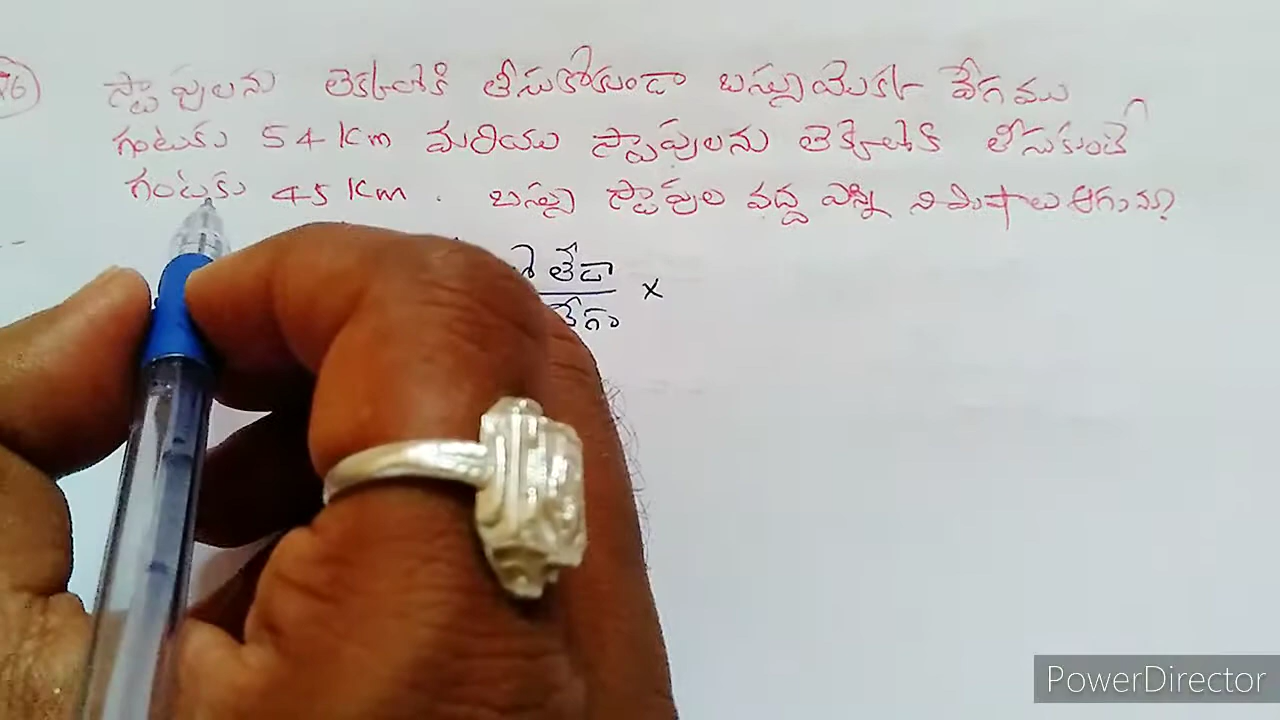 స్టాపులను లెక్కలోకి తీసుకోకుండా బస్సుయొక్క వేగము
గంటకు 54 Km మరియు స్టాపులను లెక్కలోకి తీసుకుంటే
గంటకు 45 Km . బస్సు స్టాపుల వద్ద ఎన్ని నిమిషాలు ఆగును?
తేడా ×
PowerDirector